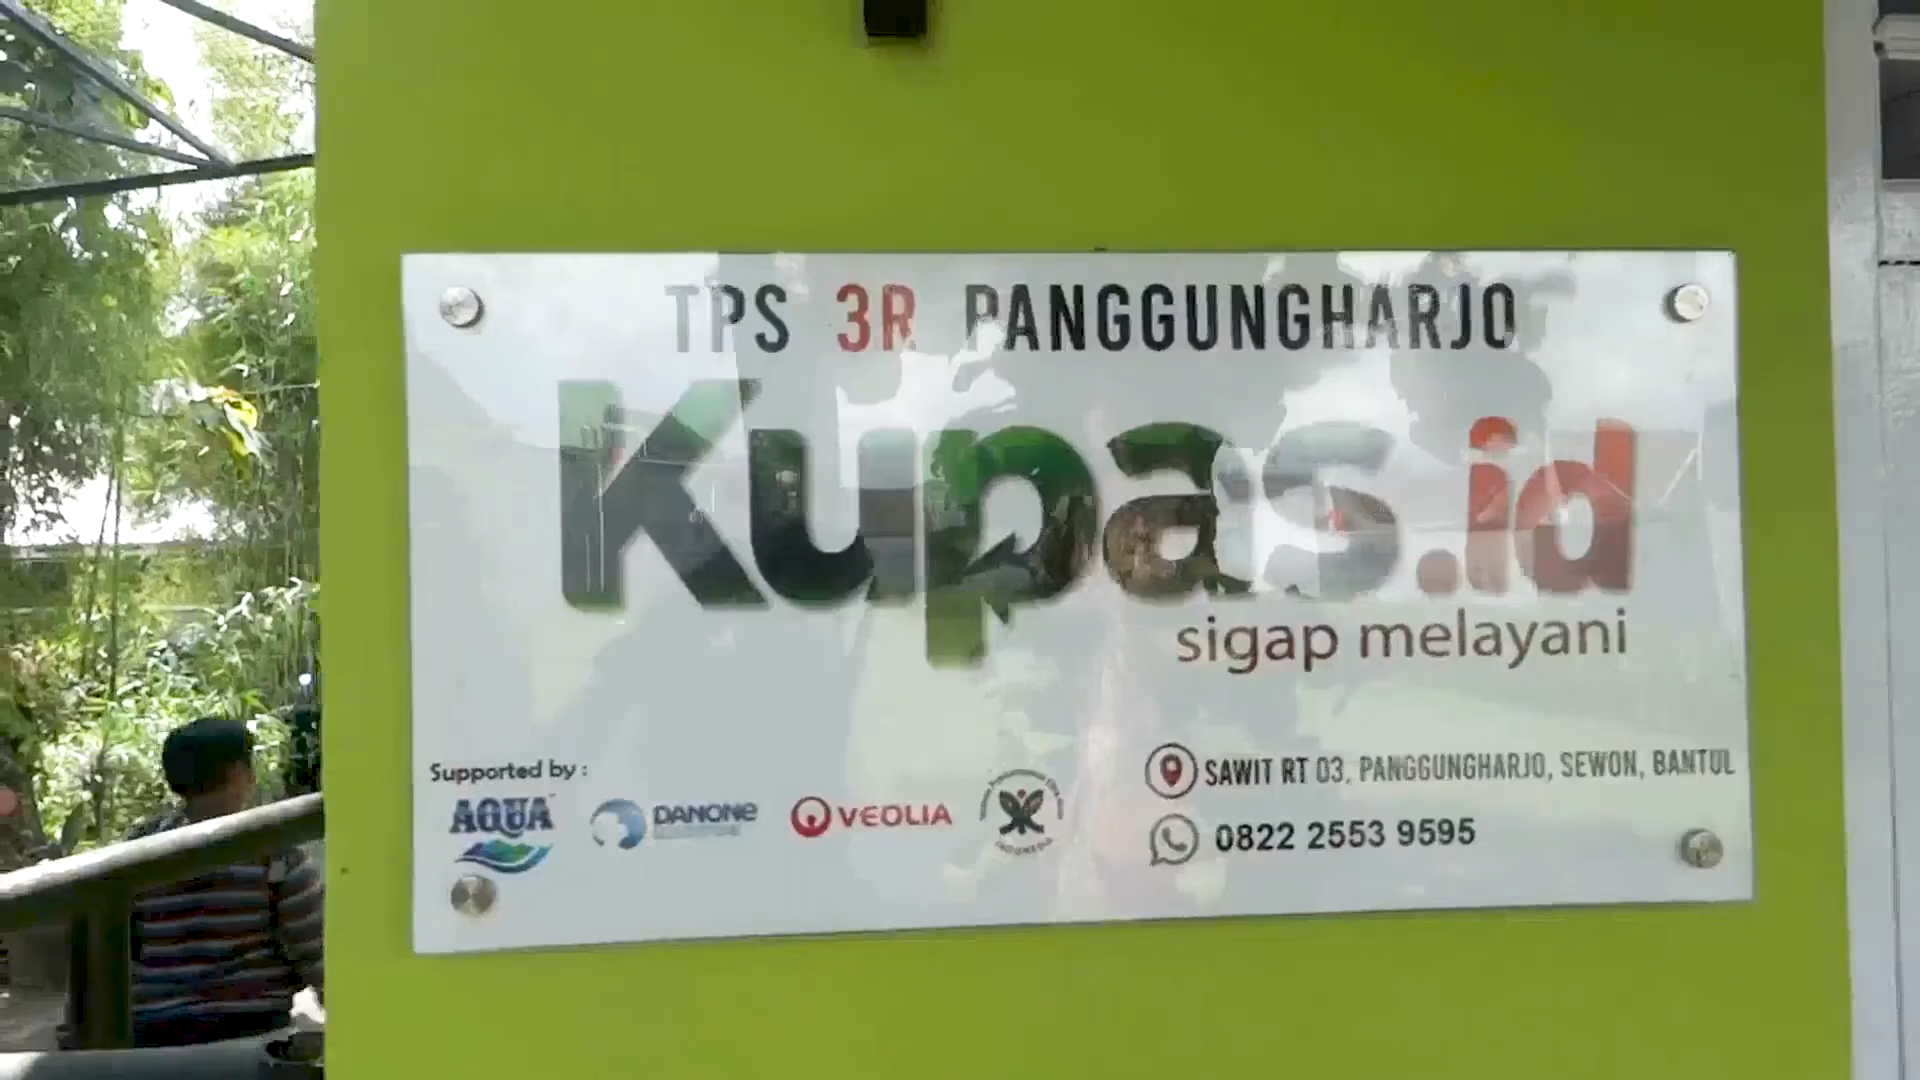 TPS 3R PANGGUNGHARJO
Kupas.id
sigap melayani
Supported by :
AQUA
DANONE
VEOLIA
INDONESIA
SAWIT RT 03, PANGGUNGHARJO, SEWON, BANTUL
0822 2553 9595